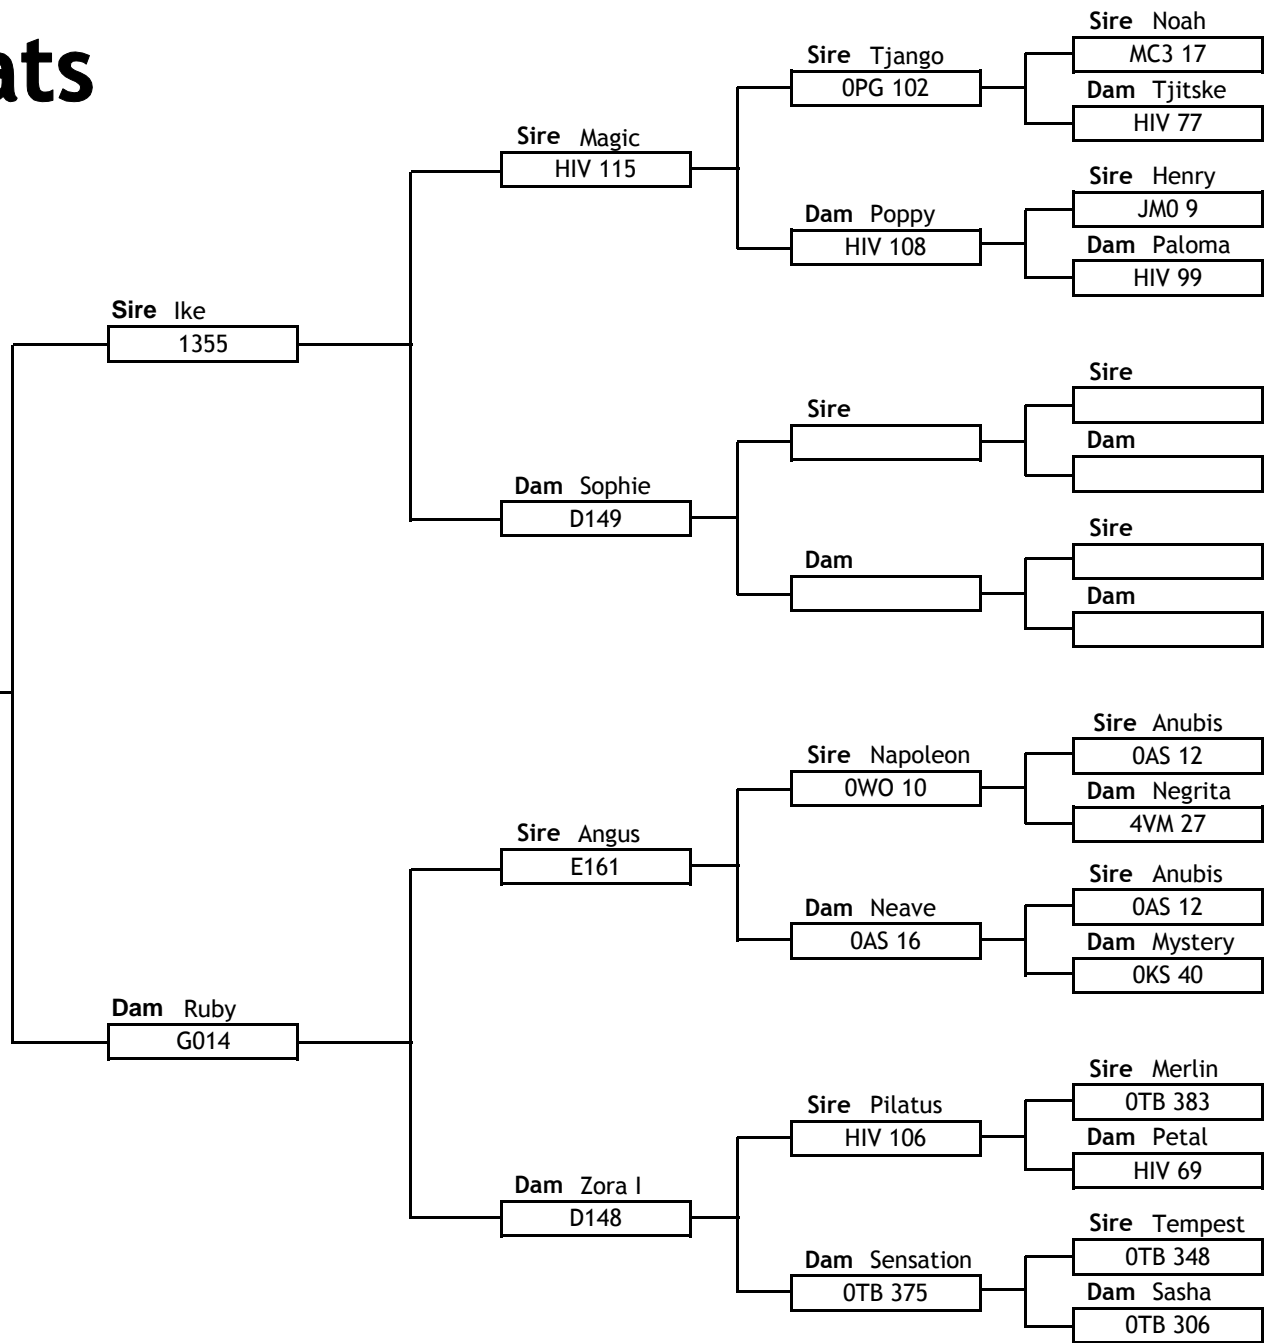 ats
Sire Ike
1355
Dam Ruby
G014
Sire Magic
HIV 115
Dam Sophie
D149
Sire Angus
E161
Dam Zora I
D148
Sire Tjango
0PG 102
Dam Poppy
HIV 108
Sire
Dam
Sire Napoleon
0WO 10
Dam Neave
0AS 16
Sire Pilatus
HIV 106
Dam Sensation
0TB 375
Sire Noah
MC3 17
Dam Tjitske
HIV 77
Sire Henry
JM0 9
Dam Paloma
HIV 99
Sire
Dam
Sire
Dam
Sire Anubis
0AS 12
Dam Negrita
4VM 27
Sire Anubis
0AS 12
Dam Mystery
0KS 40
Sire Merlin
0TB 383
Dam Petal
HIV 69
Sire Tempest
0TB 348
Dam Sasha
0TB 306